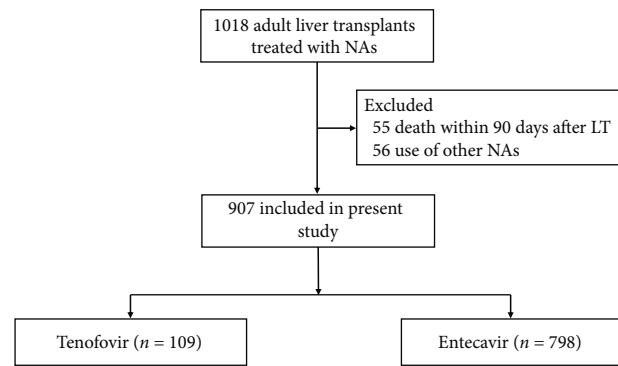 1018 adult liver transplants
treated with NAs
Excluded
55 death within 90 days after LT
56 use of other NAs
907 included in present
study
Tenofovir (n = 109)
Entecavir (n = 798)